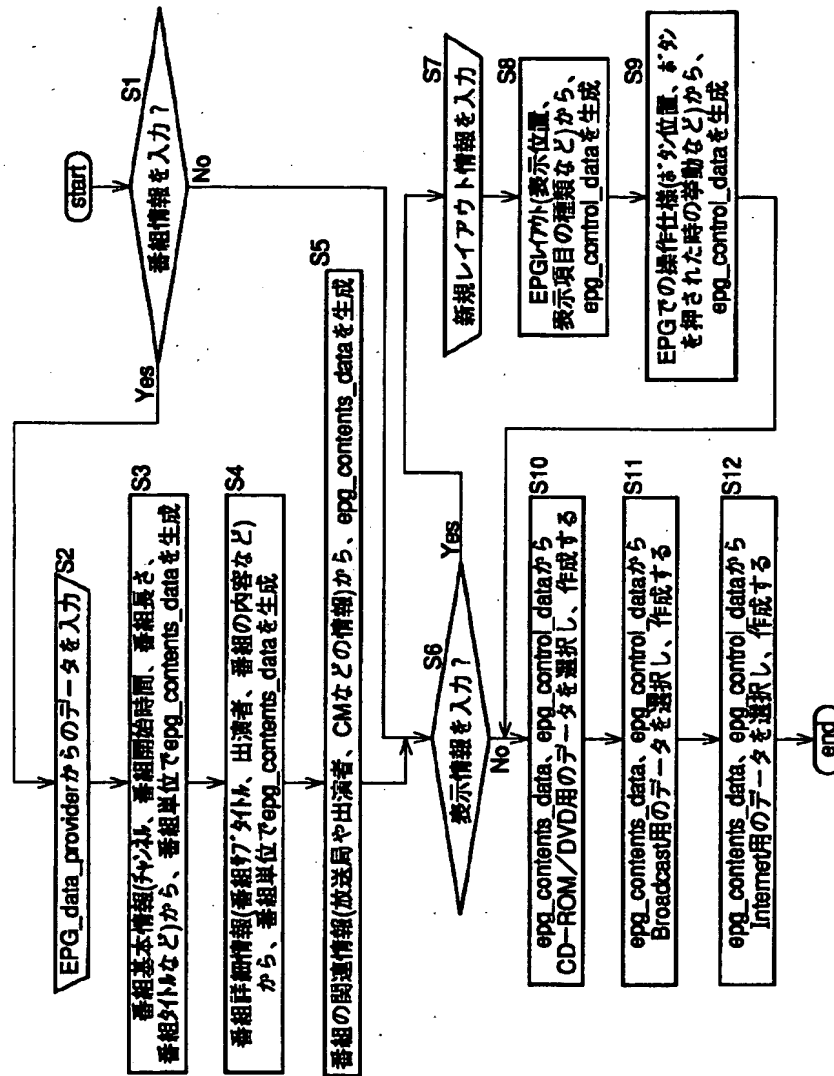 start
S1
番組情報を入力？
Yes
No
S2
EPG_data_providerからのデータを入力
S3
番組基本情報(ﾁｬﾝﾈﾙ、番組開始時間、番組長さ、
番組ﾀｲﾄﾙなど)から、番組単位でepg_contents_dataを生成
S4
番組詳細情報(番組ｻﾌﾞﾀｲﾄﾙ、出演者、番組の内容など)
から、番組単位でepg_contents_dataを生成
S5
番組の関連情報(放送局や出演者、CMなどの情報)から、epg_contents_dataを生成
S6
表示情報を入力？
Yes
No
S7
新規レイアウト情報を入力
S8
EPGﾚｲｱｳﾄ(表示位置、
表示項目の種類など)から、
epg_control_dataを生成
S9
EPGでの操作仕様(ﾎﾞﾀﾝ位置、ﾎﾞﾀﾝ
を押された時の挙動など)から、
epg_control_dataを生成
S10
epg_contents_data、epg_control_dataから
CD-ROM/DVD用のデータを選択し、作成する
S11
epg_contents_data、epg_control_dataから
Broadcast用のデータを選択し、作成する
S12
epg_contents_data、epg_control_dataから
Internet用のデータを選択し、作成する
end